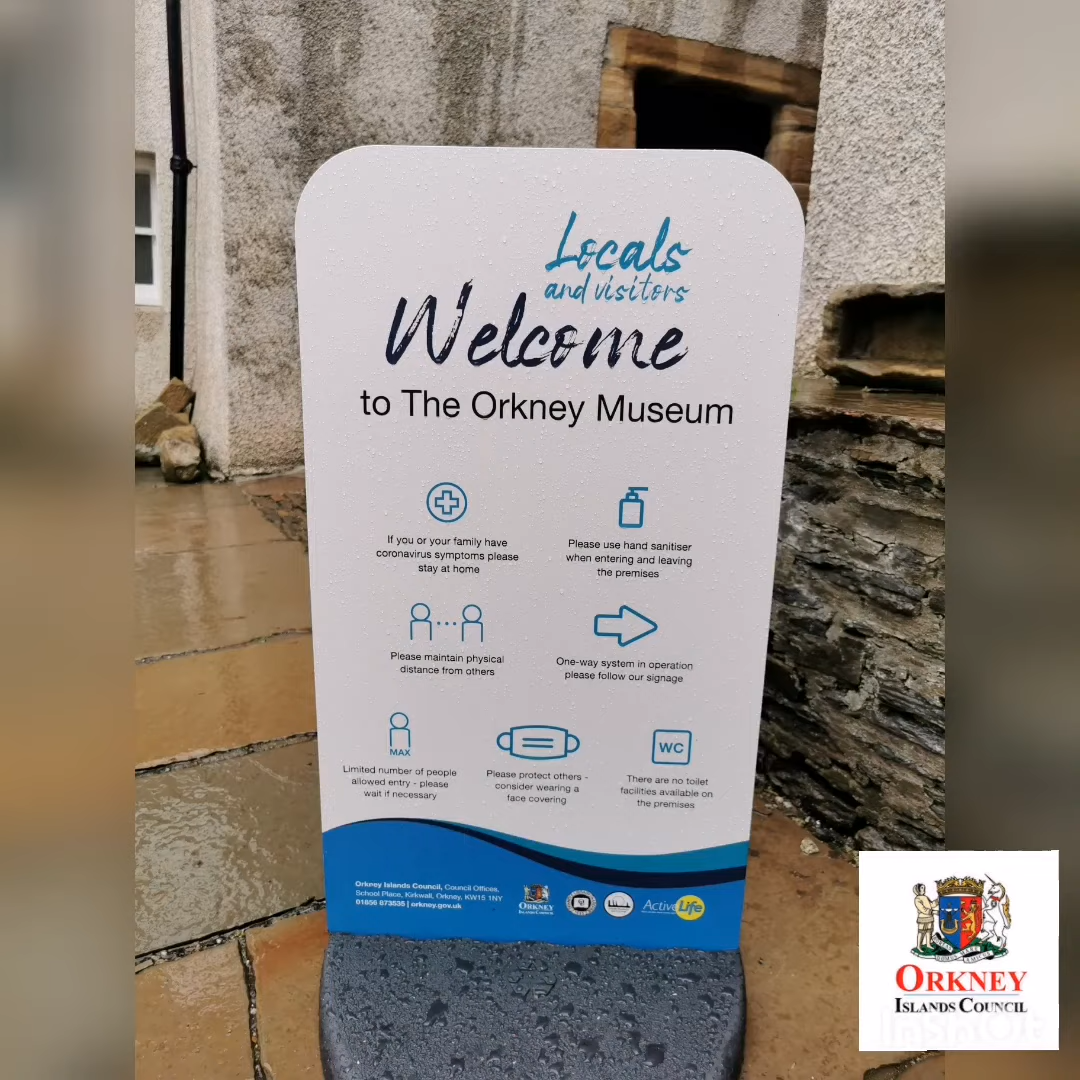 Locals
and visitors
Welcome
to The Orkney Museum
If you or your family have
coronavirus symptoms please
stay at home
Please use hand sanitiser
when entering and leaving
the premises
Please maintain physical
distance from others
One-way system in operation
please follow our signage
MAX
Limited number of people
allowed entry - please
wait if necessary
Please protect others -
consider wearing a
face covering
WC
There are no toilet
facilities available on
the premises
Orkney Islands Council, Council Offices,
School Place, Kirkwall, Orkney, KW15 1NY
01856 873535 | orkney.gov.uk
ORKNEY
ISLANDS COUNCIL
ActiveLife
ORKNEY
ISLANDS COUNCIL
InShOt